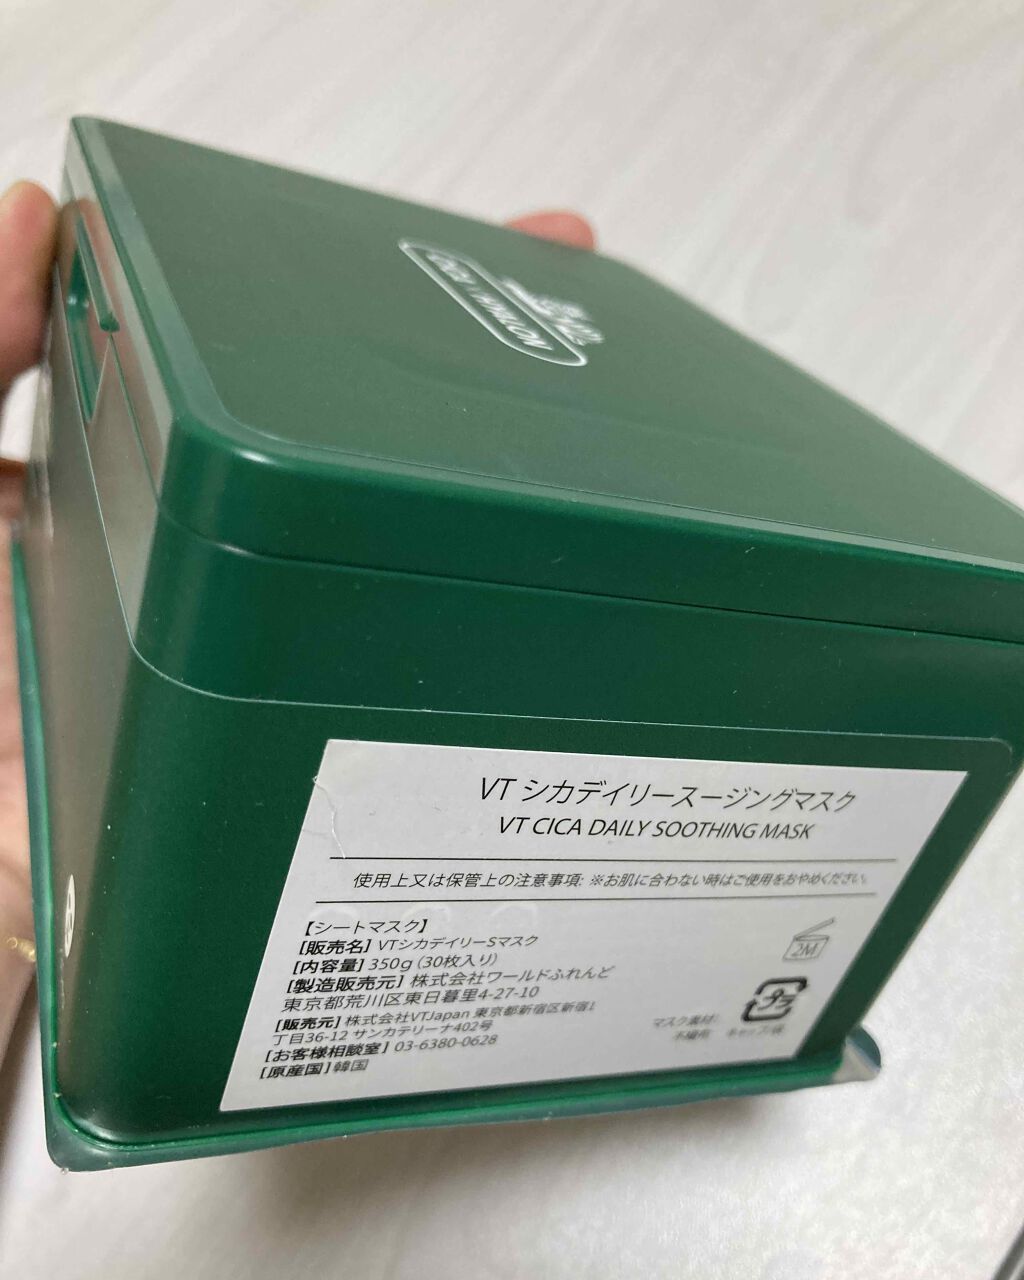 CICA / HYALON
VT シカデイリースージングマスク
VT CICA DAILY SOOTHING MASK
使用上又は保管上の注意事項: ※お肌に合わない時はご使用をおやめください。
【シートマスク】
[販売名] VTシカデイリーSマスク
[内容量] 350g (30枚入り)
[製造販売元] 株式会社ワールドふれんど
東京都荒川区東日暮里4-27-10
[販売元] 株式会社VTJapan 東京都新宿区新宿1
丁目36-12 サンカテリーナ402号
[お客様相談室] 03-6380-0628
[原産国] 韓国
2M
プラ
マスク素材:
不織布